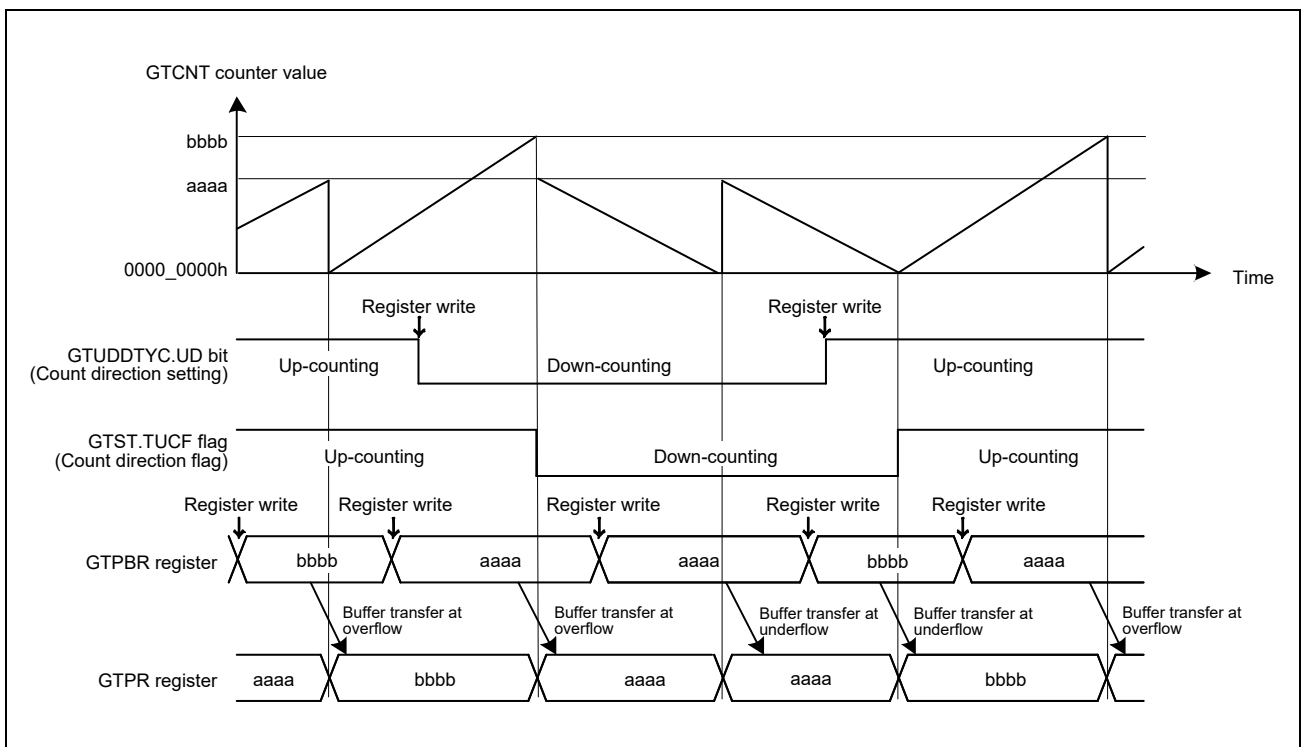 GTCNT counter value
bbbb
aaaa
0000_0000h
Time
Register write
Register write
GTUDDTYC.UD bit
(Count direction setting)
Up-counting
Down-counting
Up-counting
GTST.TUCF flag
(Count direction flag)
Up-counting
Down-counting
Up-counting
Register write
Register write
Register write
Register write
Register write
GTPBR register
bbbb
aaaa
aaaa
bbbb
aaaa
Buffer transfer at
overflow
Buffer transfer at
overflow
Buffer transfer at
underflow
Buffer transfer at
underflow
Buffer transfer at
overflow
GTPR register
aaaa
bbbb
aaaa
aaaa
bbbb